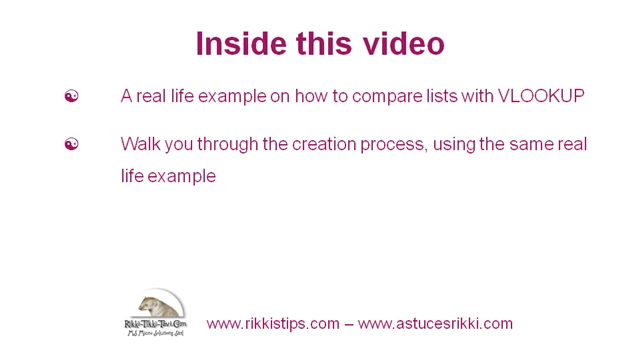 Inside this video
☯ A real life example on how to compare lists with VLOOKUP
☯ Walk you through the creation process, using the same real
life example
Rikki-Tikki-Tavi.Com
www.rikkistips.com – www.astucesrikki.com